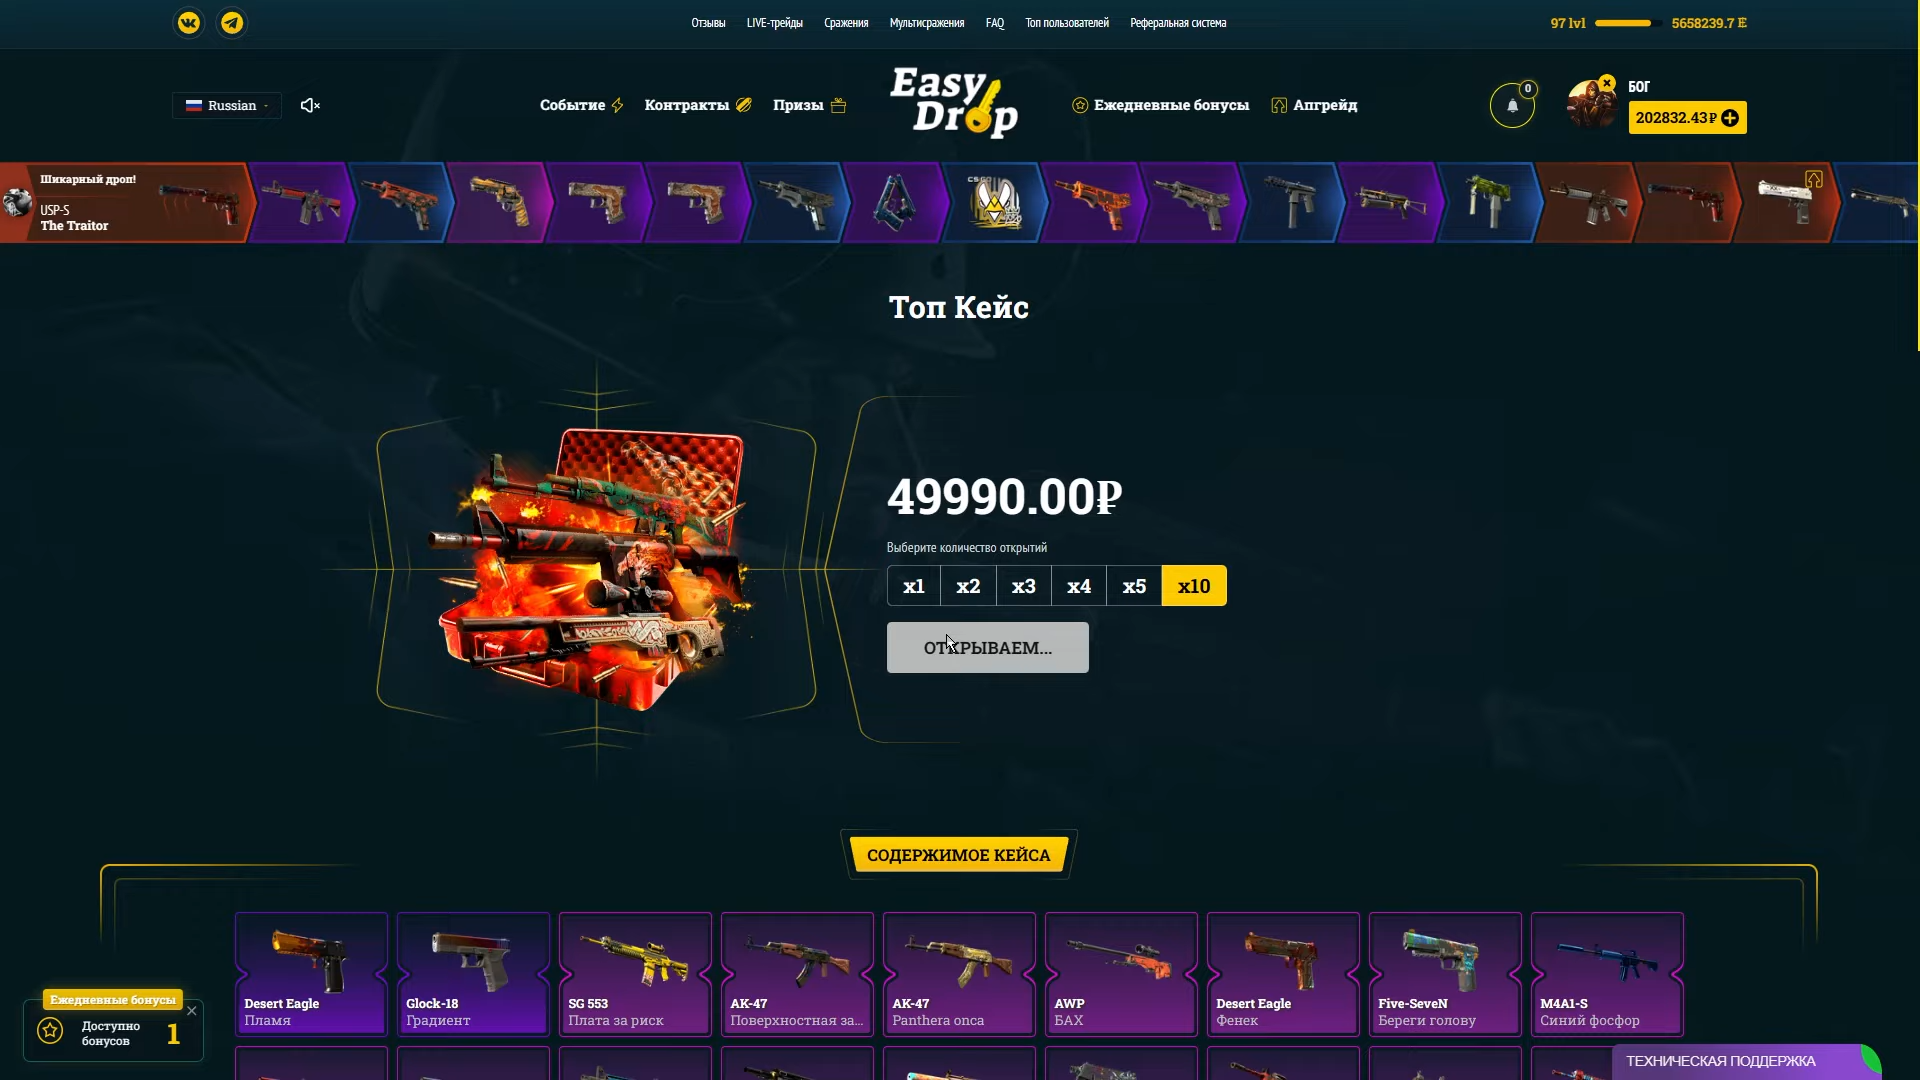 Отзывы
LIVE-трейды
Сражения
Мультисражения
FAQ
Топ пользователей
Реферальная система
97 lvl
5658239.7
Russian
Событие
Контракты
Призы
Easy
Drop
Ежедневные бонусы
Апгрейд
0
БОГ
202832.43₽
Шикарный дроп!
USP-S
The Traitor
CS:GO
Топ Кейс
49990.00₽
Выберите количество открытий
x1
x2
x3
x4
x5
x10
ОТКРЫВАЕМ...
СОДЕРЖИМОЕ КЕЙСА
Desert Eagle
Пламя
Glock-18
Градиент
SG 553
Плата за риск
AK-47
Поверхностная за...
AK-47
Panthera onca
AWP
БАХ
Desert Eagle
Фенек
Five-SeveN
Береги голову
M4A1-S
Синий фосфор
Ежедневные бонусы
Доступно
бонусов
1
ТЕХНИЧЕСКАЯ ПОДДЕРЖКА